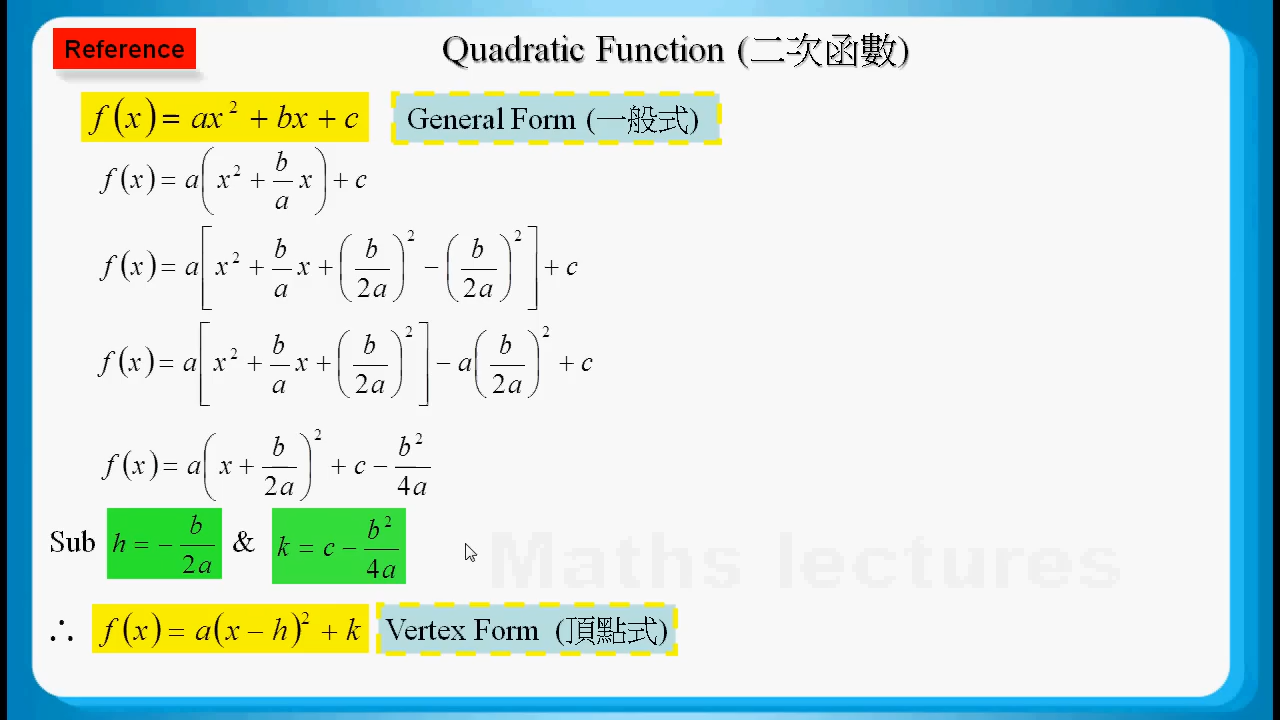 Reference
Quadratic Function (二次函數)
f(x) = ax² + bx + c General Form (一般式)
f(x) = a(x² + b/a x) + c
f(x) = a[x² + b/a x + (b/2a)² − (b/2a)²] + c
f(x) = a[x² + b/a x + (b/2a)²] − a(b/2a)² + c
f(x) = a(x + b/2a)² + c − b²/4a
Sub h = − b/2a & k = c − b²/4a
Maths lectures
∴ f(x) = a(x − h)² + k Vertex Form (頂點式)